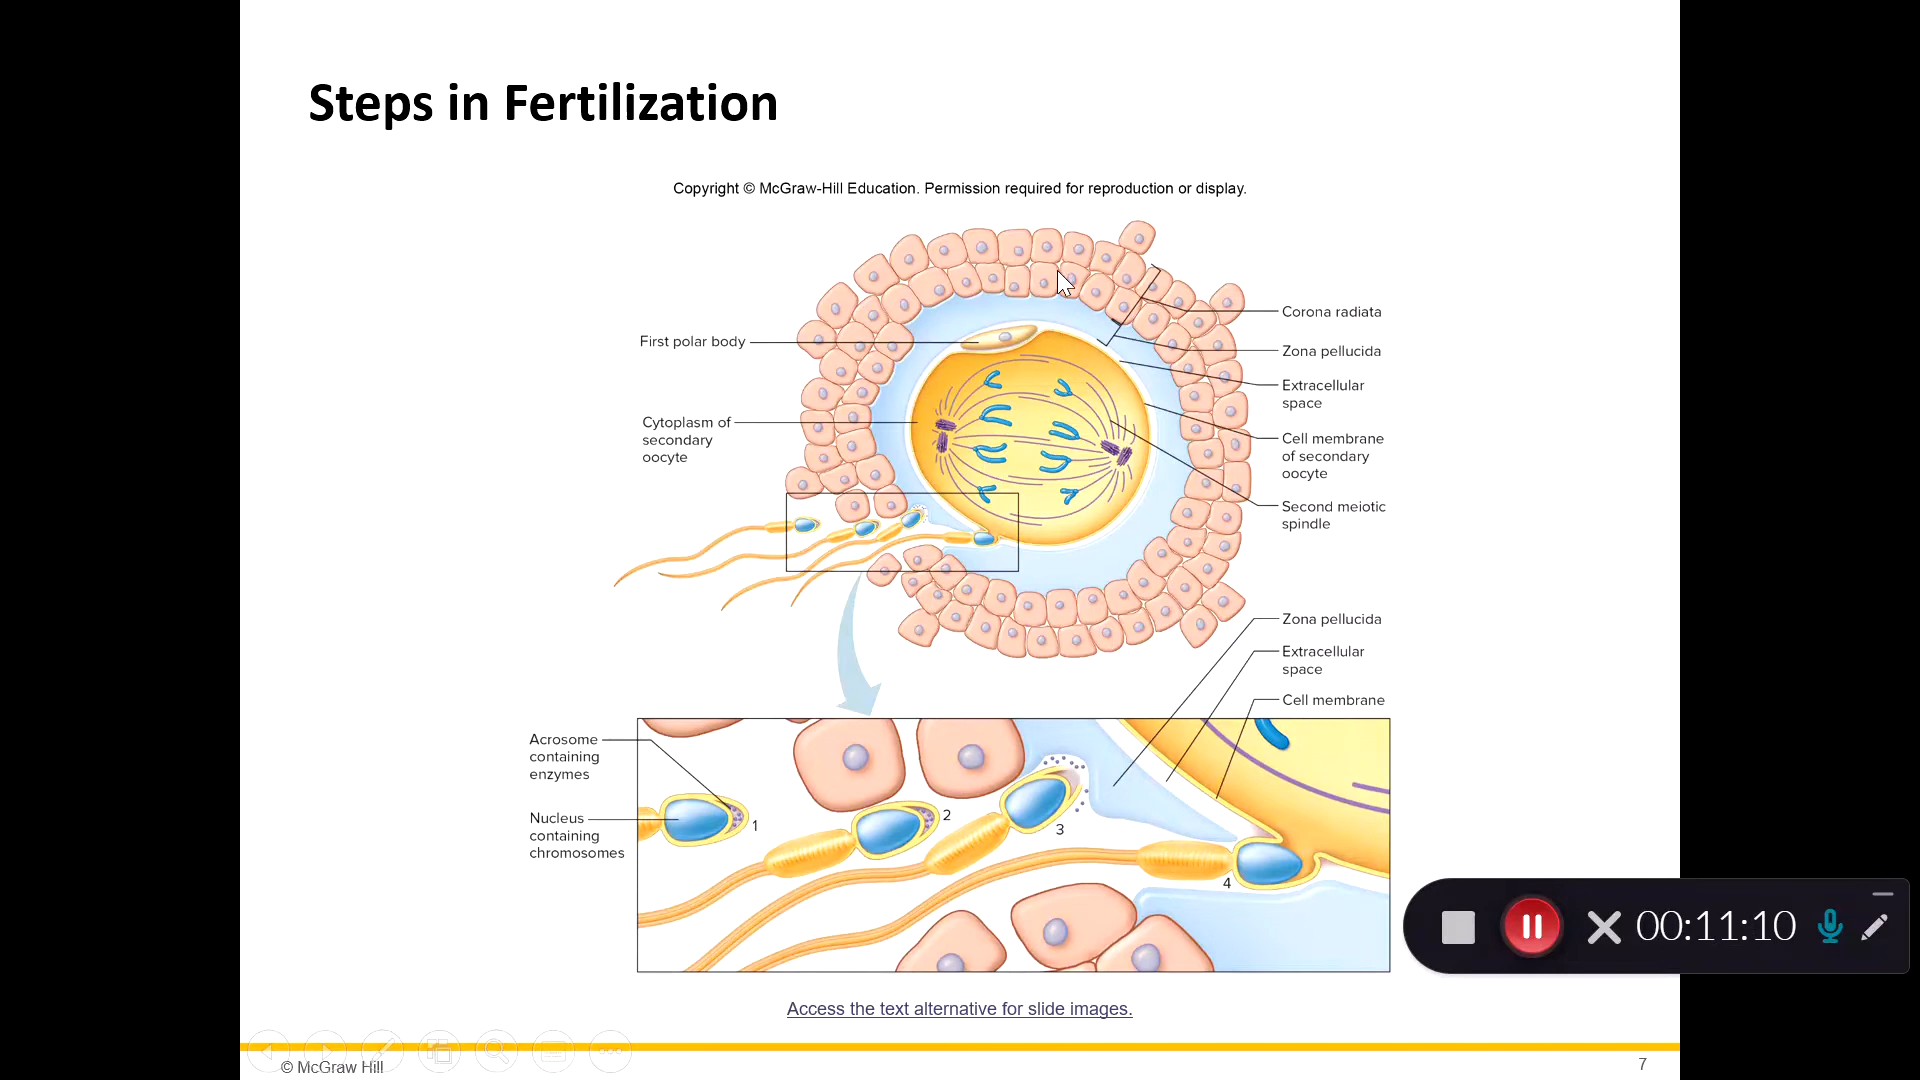 Steps in Fertilization
Copyright © McGraw-Hill Education. Permission required for reproduction or display.
First polar body
Cytoplasm of
secondary
oocyte
Corona radiata
Zona pellucida
Extracellular
space
Cell membrane
of secondary
oocyte
Second meiotic
spindle
Zona pellucida
Extracellular
space
Cell membrane
Acrosome
containing
enzymes
Nucleus
containing
chromosomes
1
2
3
4
00:11:10
Access the text alternative for slide images.
© McGraw Hill
7